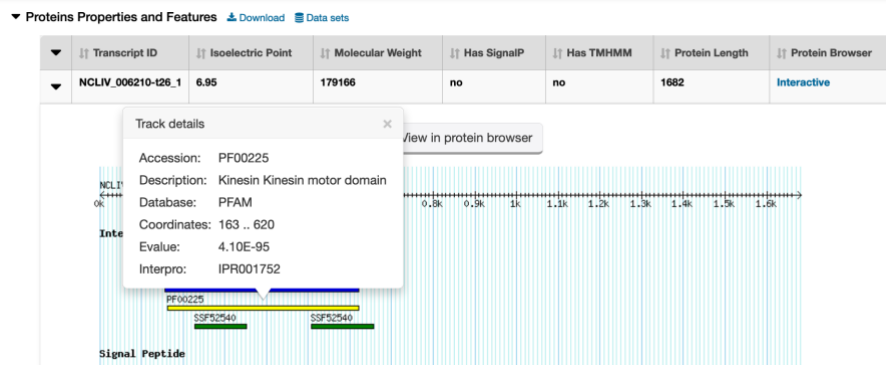 Proteins Properties and Features Download Data sets
Transcript ID Isoelectric Point Molecular Weight Has SignalP Has TMHMM Protein Length Protein Browser
NCLIV_006210-t26_1 6.95 179166 no no 1682 Interactive
Track details ×
View in protein browser
Accession: PF00225
Description: Kinesin Kinesin motor domain
Database: PFAM
Coordinates: 163 .. 620
Evalue: 4.10E-95
Interpro: IPR001752
NCLI
0k 0.8k 0.9k 1k 1.1k 1.2k 1.3k 1.4k 1.5k 1.6k
Inte
PF00225
SSF52540 SSF52540
Signal Peptide